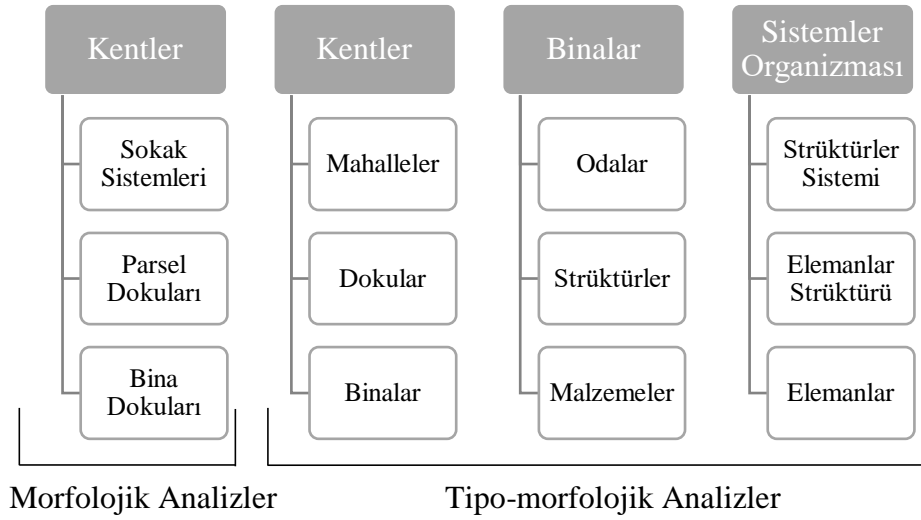 Kentler
Sokak
Sistemleri
Parsel
Dokuları
Bina
Dokuları
Kentler
Mahalleler
Dokular
Binalar
Binalar
Odalar
Strüktürler
Malzemeler
Sistemler
Organizması
Strüktürler
Sistemi
Elemanlar
Strüktürü
Elemanlar
Morfolojik Analizler
Tipo-morfolojik Analizler